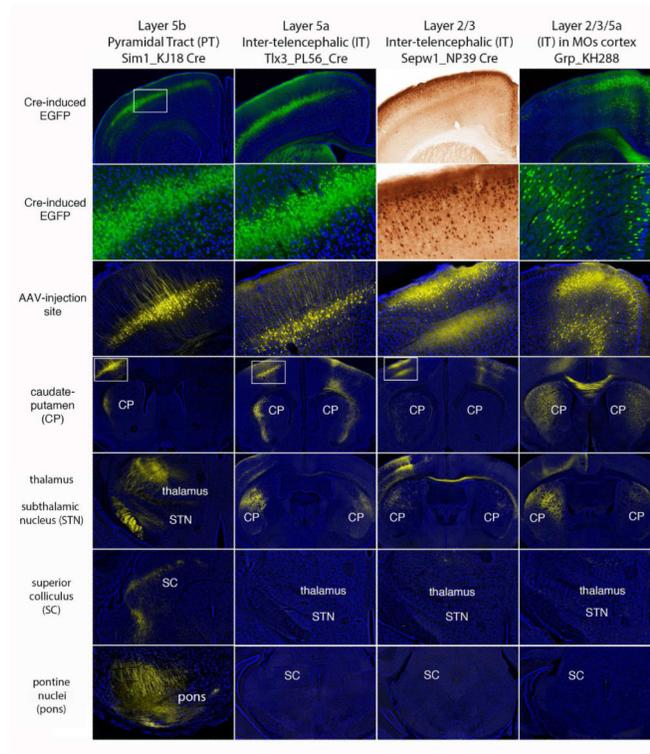 Layer 5b
Pyramidal Tract (PT)
Sim1_KJ18 Cre
Layer 5a
Inter-telencephalic (IT)
Tlx3_PL56_Cre
Layer 2/3
Inter-telencephalic (IT)
Sepw1_NP39 Cre
Layer 2/3/5a
(IT) in MOs cortex
Grp_KH288
Cre-induced
EGFP
Cre-induced
EGFP
AAV-injection
site
caudate-
putamen
(CP)
CP
CP
CP
CP
CP
CP
CP
thalamus
subthalamic
nucleus (STN)
thalamus
STN
CP
CP
CP
CP
CP
CP
superior
colliculus
(SC)
SC
thalamus
STN
thalamus
STN
thalamus
STN
pontine
nuclei
(pons)
pons
SC
SC
SC